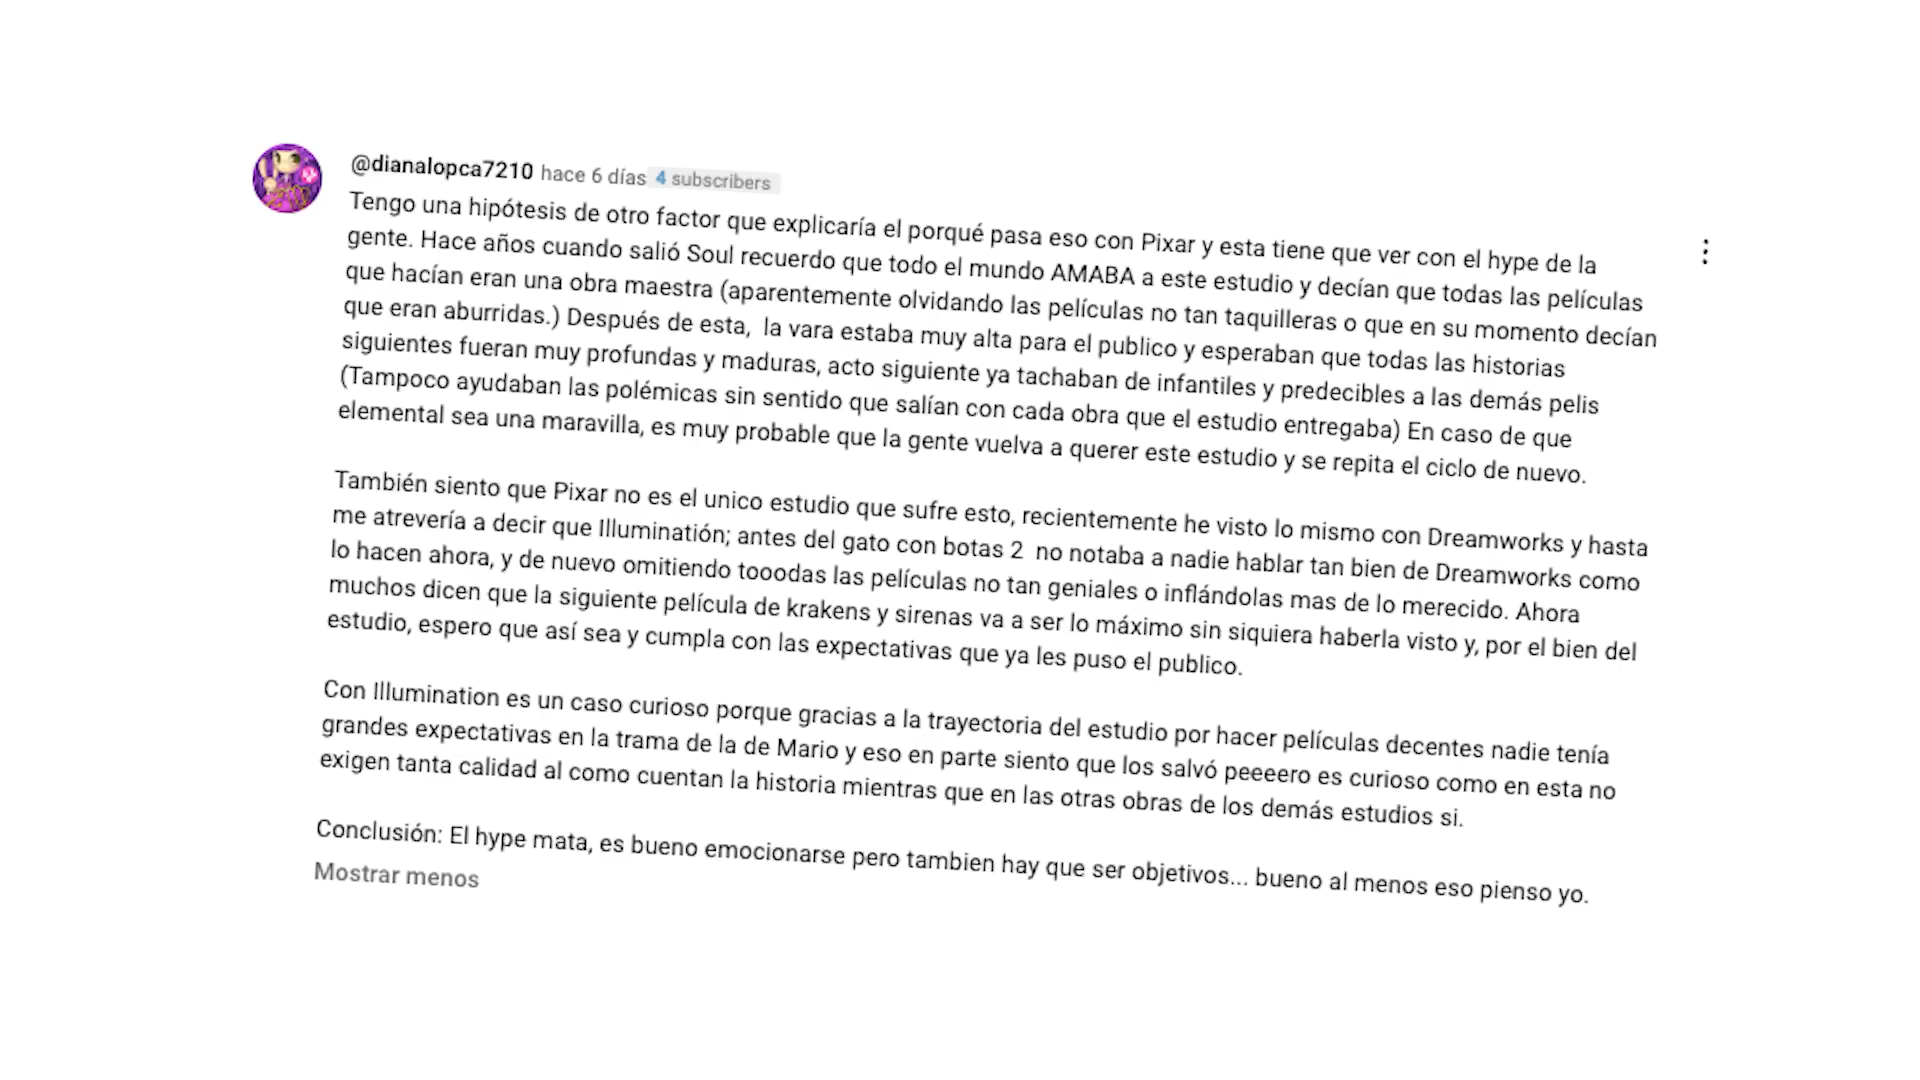 @dianalopca7210 hace 6 días 4 subscribers
Tengo una hipótesis de otro factor que explicaría el porqué pasa eso con Pixar y esta tiene que ver con el hype de la
gente. Hace años cuando salió Soul recuerdo que todo el mundo AMABA a este estudio y decían que todas las películas
que hacían eran una obra maestra (aparentemente olvidando las películas no tan taquilleras o que en su momento decían
que eran aburridas.) Después de esta,  la vara estaba muy alta para el publico y esperaban que todas las historias
siguientes fueran muy profundas y maduras, acto siguiente ya tachaban de infantiles y predecibles a las demás pelis
(Tampoco ayudaban las polémicas sin sentido que salían con cada obra que el estudio entregaba) En caso de que
elemental sea una maravilla, es muy probable que la gente vuelva a querer este estudio y se repita el ciclo de nuevo.
También siento que Pixar no es el unico estudio que sufre esto, recientemente he visto lo mismo con Dreamworks y hasta
me atrevería a decir que Illuminatión; antes del gato con botas 2  no notaba a nadie hablar tan bien de Dreamworks como
lo hacen ahora, y de nuevo omitiendo tooodas las películas no tan geniales o inflándolas mas de lo merecido. Ahora
muchos dicen que la siguiente película de krakens y sirenas va a ser lo máximo sin siquiera haberla visto y, por el bien del
estudio, espero que así sea y cumpla con las expectativas que ya les puso el publico.
Con Illumination es un caso curioso porque gracias a la trayectoria del estudio por hacer películas decentes nadie tenía
grandes expectativas en la trama de la de Mario y eso en parte siento que los salvó peeeero es curioso como en esta no
exigen tanta calidad al como cuentan la historia mientras que en las otras obras de los demás estudios si.
Conclusión: El hype mata, es bueno emocionarse pero tambien hay que ser objetivos... bueno al menos eso pienso yo.
Mostrar menos